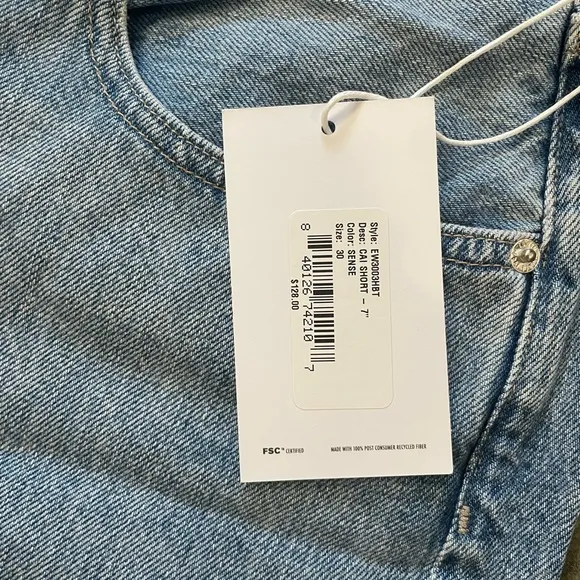 Style: EW3003HBT
Desc: CAI SHORT – 7"
Color: SENSE
Size: 30
8 40126 74210 7
$128.00
FSC® CERTIFIED
MADE WITH 100% POST CONSUMER RECYCLED FIBER